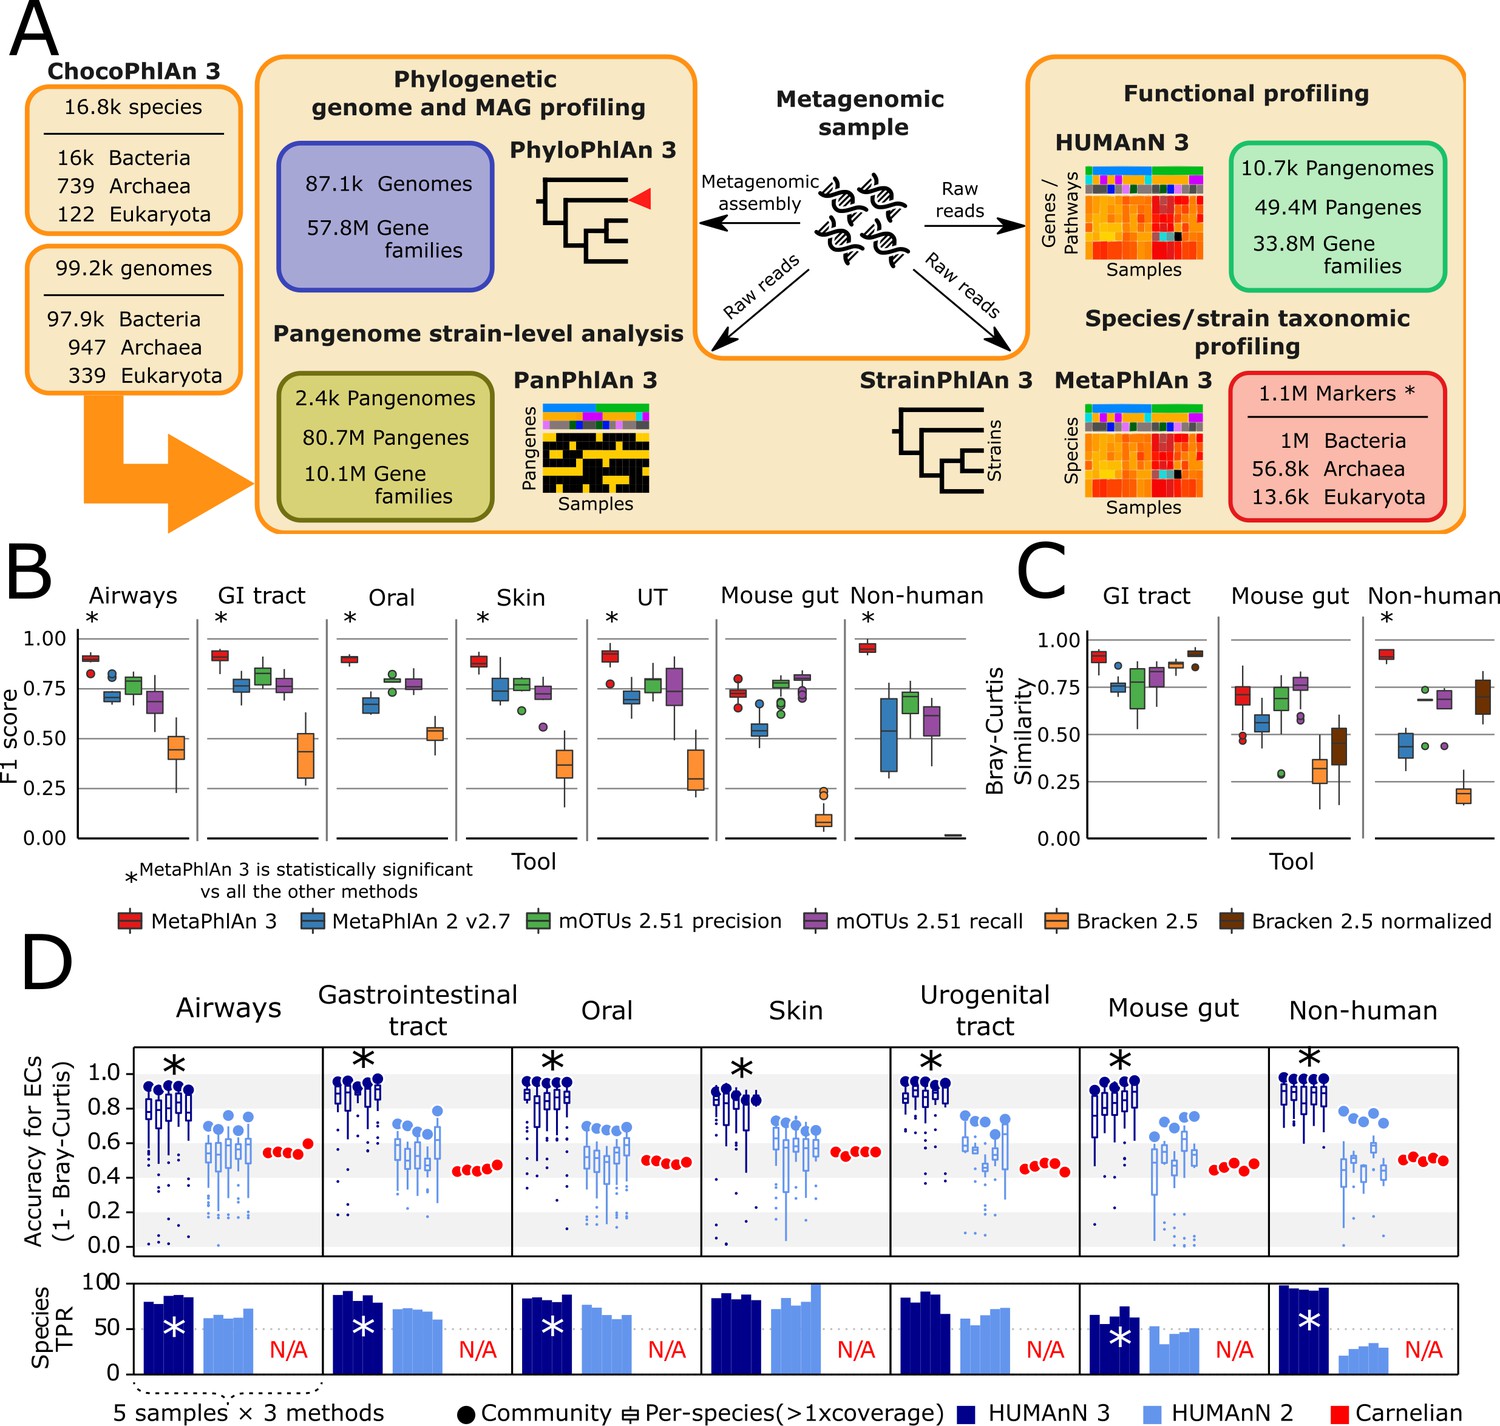 A
ChocoPhlAn 3
16.8k species
16k Bacteria
739 Archaea
122 Eukaryota
99.2k genomes
97.9k Bacteria
947 Archaea
339 Eukaryota
Phylogenetic
genome and MAG profiling
87.1k Genomes
57.8M Gene
families
PhyloPhlAn 3
Pangenome strain-level analysis
2.4k Pangenomes
80.7M Pangenes
10.1M Gene
families
PanPhlAn 3
Pangenes
Samples
Metagenomic
sample
Metagenomic
assembly
Raw
reads
Raw reads
Raw reads
Functional profiling
HUMAnN 3
Genes /
Pathways
Samples
10.7k Pangenomes
49.4M Pangenes
33.8M Gene
families
Species/strain taxonomic
profiling
StrainPhlAn 3
Strains
MetaPhlAn 3
Species
Samples
1.1M Markers *
1M Bacteria
56.8k Archaea
13.6k Eukaryota
B
Airways GI tract Oral Skin UT Mouse gut Non-human
* * * * * *
F1 score
1.00
0.75
0.50
0.25
0.00
Tool
*MetaPhlAn 3 is statistically significant
vs all the other methods
C
GI tract Mouse gut Non-human
*
Bray-Curtis
Similarity
1.00
0.75
0.50
0.25
0.00
Tool
MetaPhlAn 3 MetaPhlAn 2 v2.7 mOTUs 2.51 precision mOTUs 2.51 recall Bracken 2.5 Bracken 2.5 normalized
D
Airways
Gastrointestinal
tract
Oral
Skin
Urogenital
tract
Mouse gut
Non-human
* * * * * * *
Accuracy for ECs
(1- Bray-Curtis)
1.0
0.8
0.6
0.4
0.2
0.0
Species
TPR
100
50
0
* * * * *
N/A N/A N/A N/A N/A N/A N/A
5 samples × 3 methods
Community Per-species(>1xcoverage) HUMAnN 3 HUMAnN 2 Carnelian